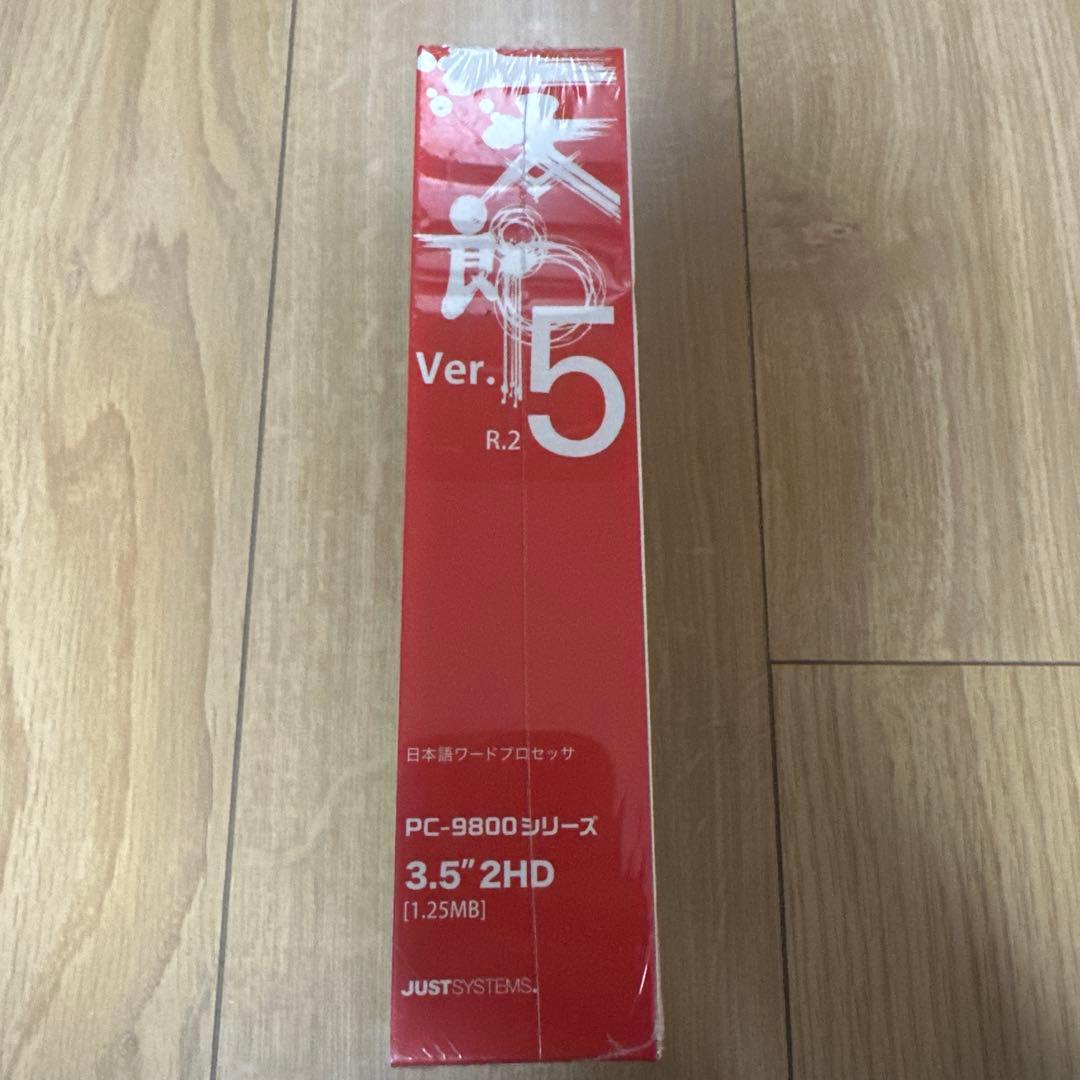 一太郎
Ver.5
R.2
日本語ワードプロセッサ
PC-9800シリーズ
3.5″2HD
[1.25MB]
JUSTSYSTEMS.